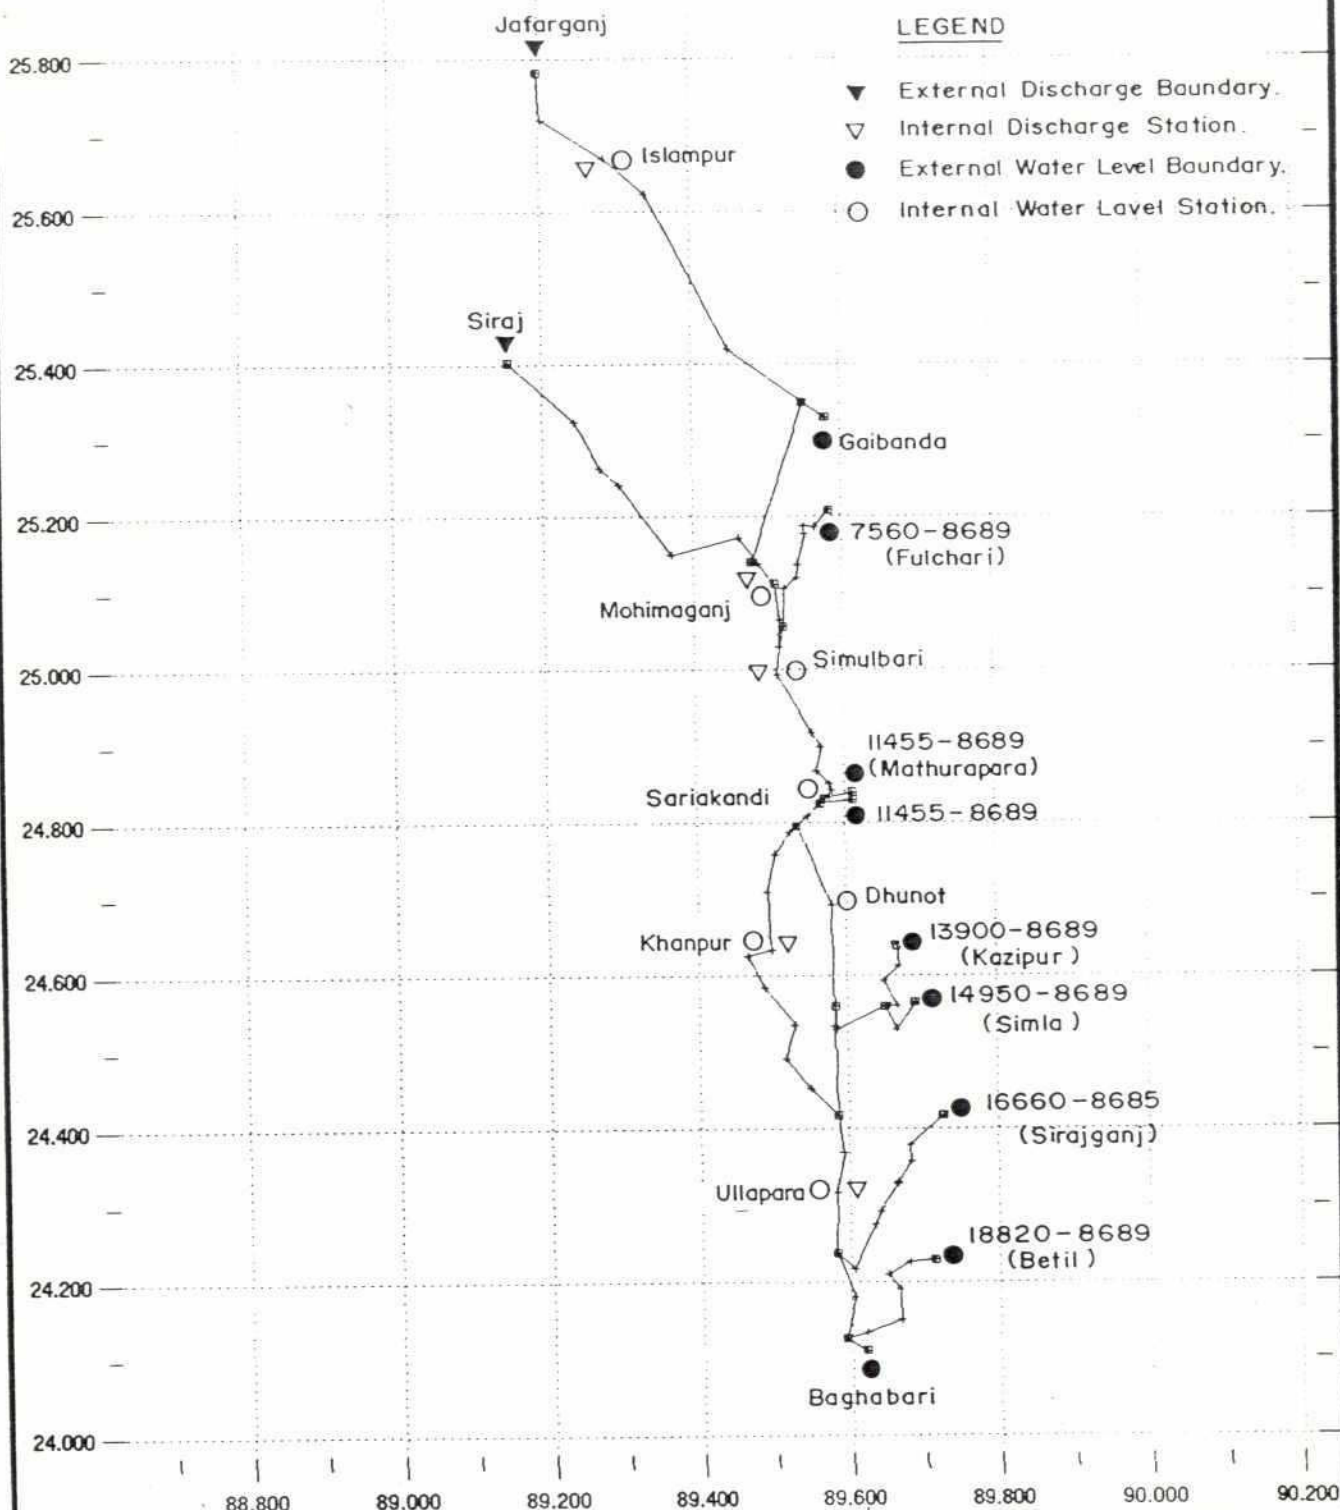 Jafarganj
LEGEND
External Discharge Boundary.
Internal Discharge Station.
External Water Level Boundary.
Internal Water Lavel Station.
25.800
Islampur
25.600
Siraj
25.400
Gaibanda
25.200
7560-8689
(Fulchari)
Mohimaganj
Simulbari
25.000
11455-8689
(Mathurapara)
Sariakandi
11455-8689
24.800
Dhunot
Khanpur
13900-8689
(Kazipur)
24.600
14950-8689
(Simla)
16660-8685
(Sirajganj)
24.400
Ullapara
18820-8689
(Betil)
24.200
Baghabari
24.000
88.800 89.000 89.200 89.400 89.600 89.800 90.000 90.200